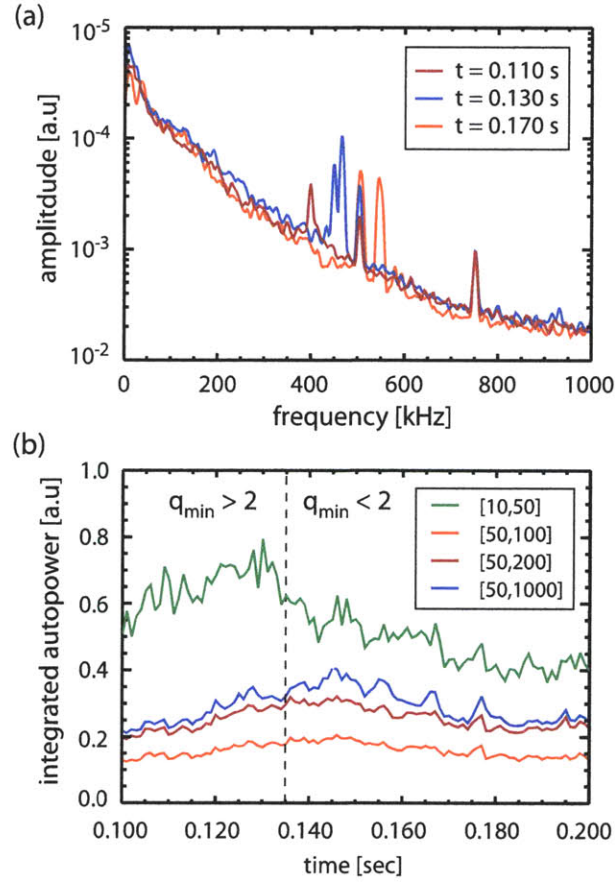 (a)
10-5
10-4
10-3
10-2
amplitdude [a.u]
t = 0.110 s
t = 0.130 s
t = 0.170 s
0 200 400 600 800 1000
frequency [kHz]
(b)
1.0
0.8
0.6
0.4
0.2
0.0
integrated autopower [a.u]
qmin > 2 qmin < 2
[10,50]
[50,100]
[50,200]
[50,1000]
0.100 0.120 0.140 0.160 0.180 0.200
time [sec]